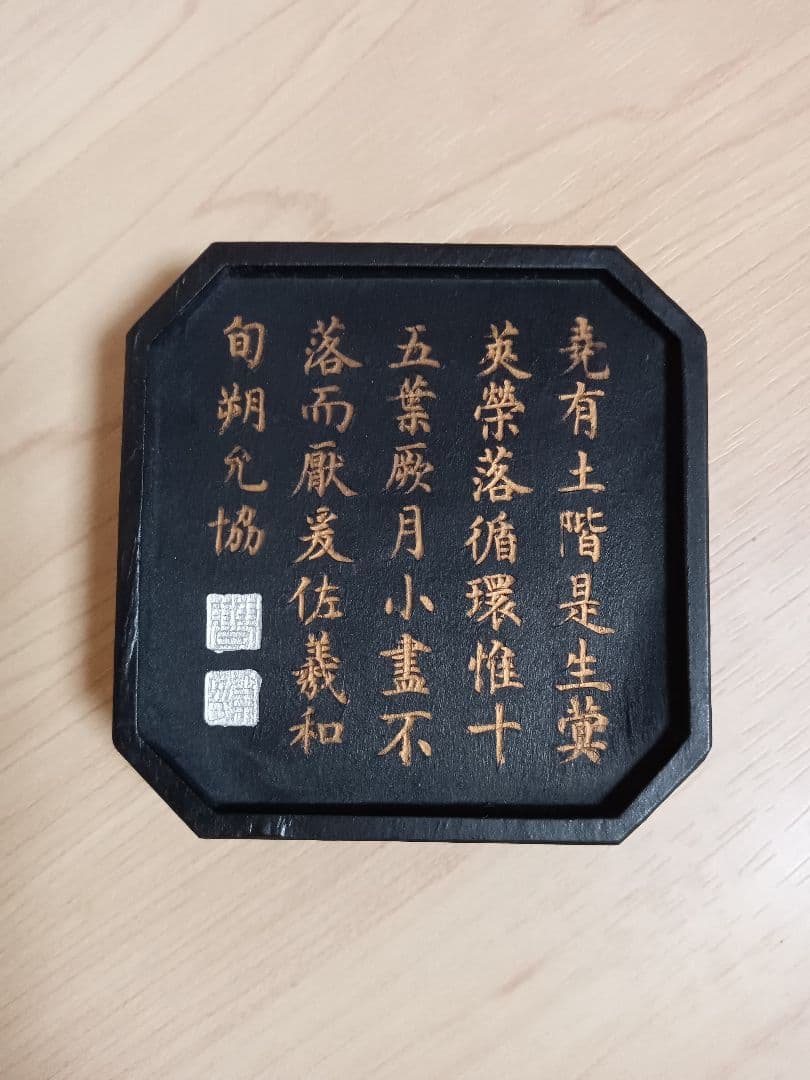 堯有土階是生蓂
莢榮落循環惟十
五葉厥月小盡不
落而厭爰佐羲和
旬朔允協